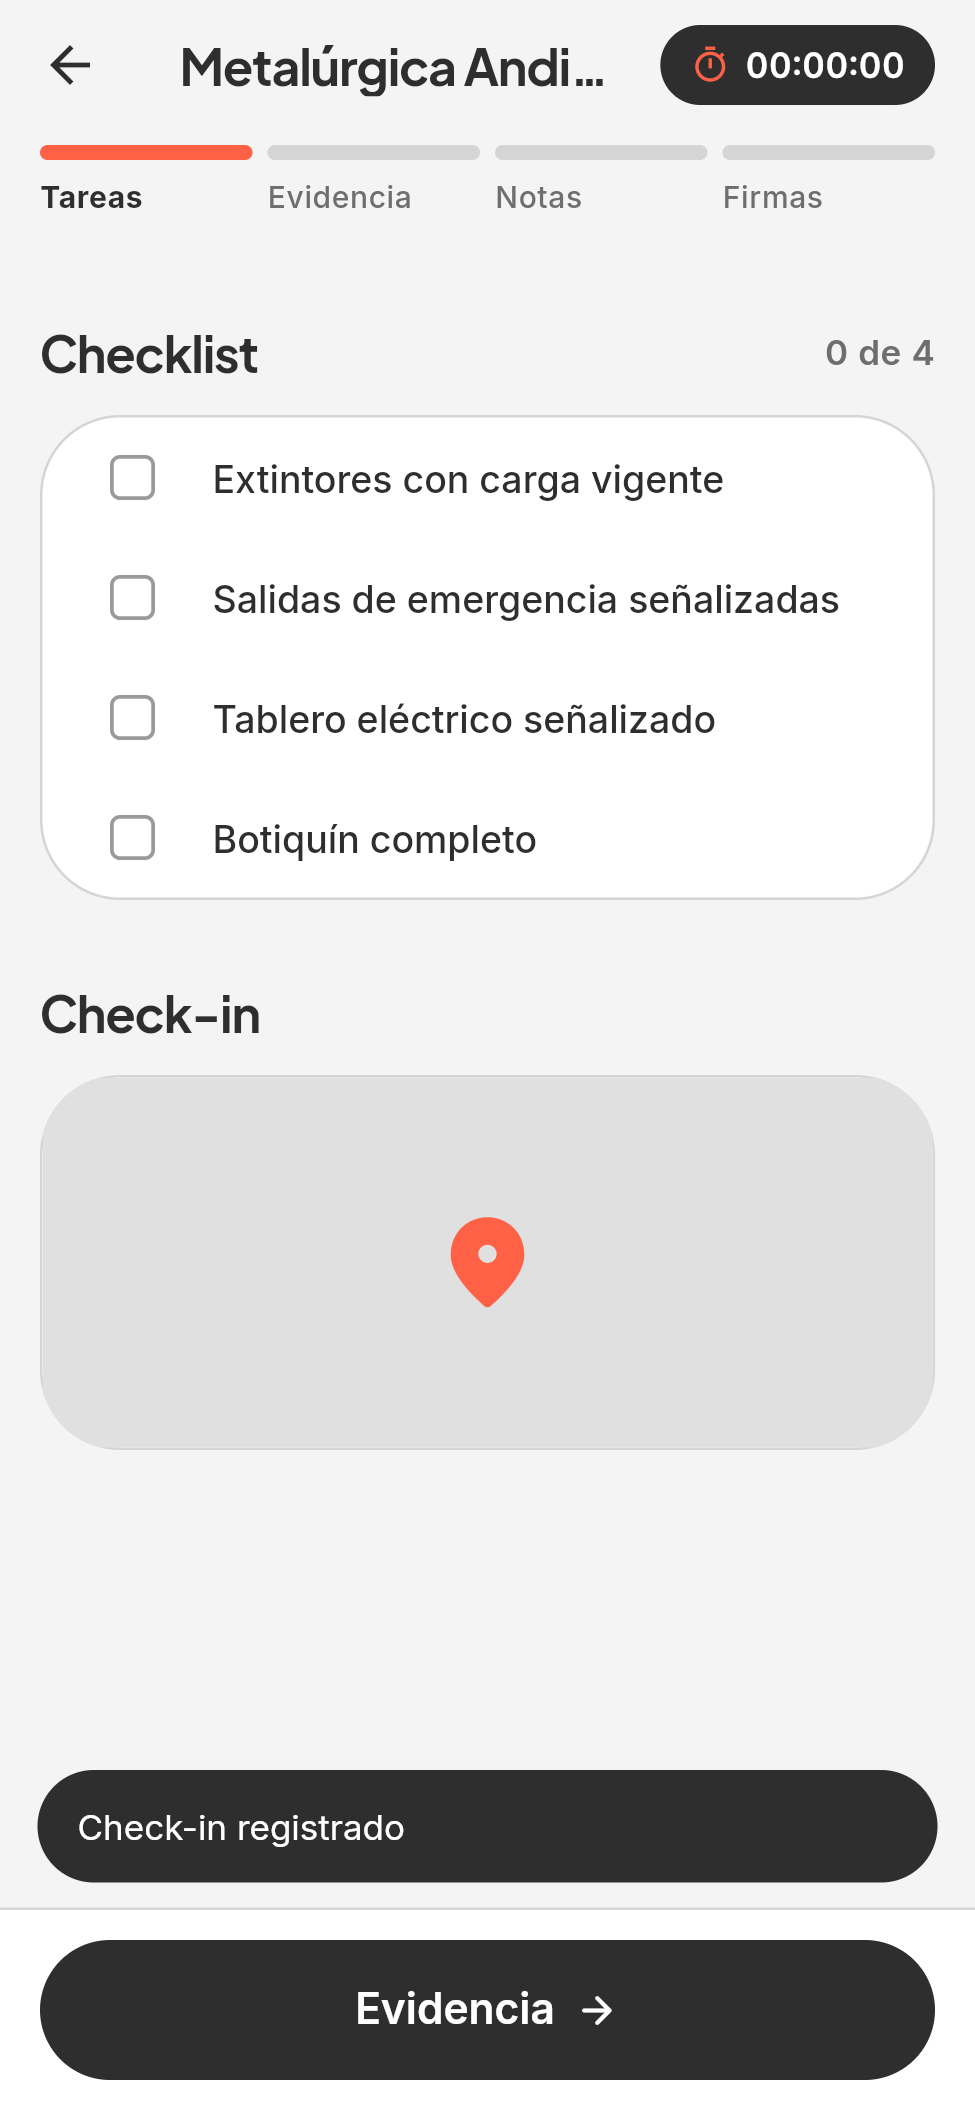 Metalúrgica Andi...
00:00:00
Tareas
Evidencia
Notas
Firmas
Checklist
0 de 4
Extintores con carga vigente
Salidas de emergencia señalizadas
Tablero eléctrico señalizado
Botiquín completo
Check-in
Check-in registrado
Evidencia